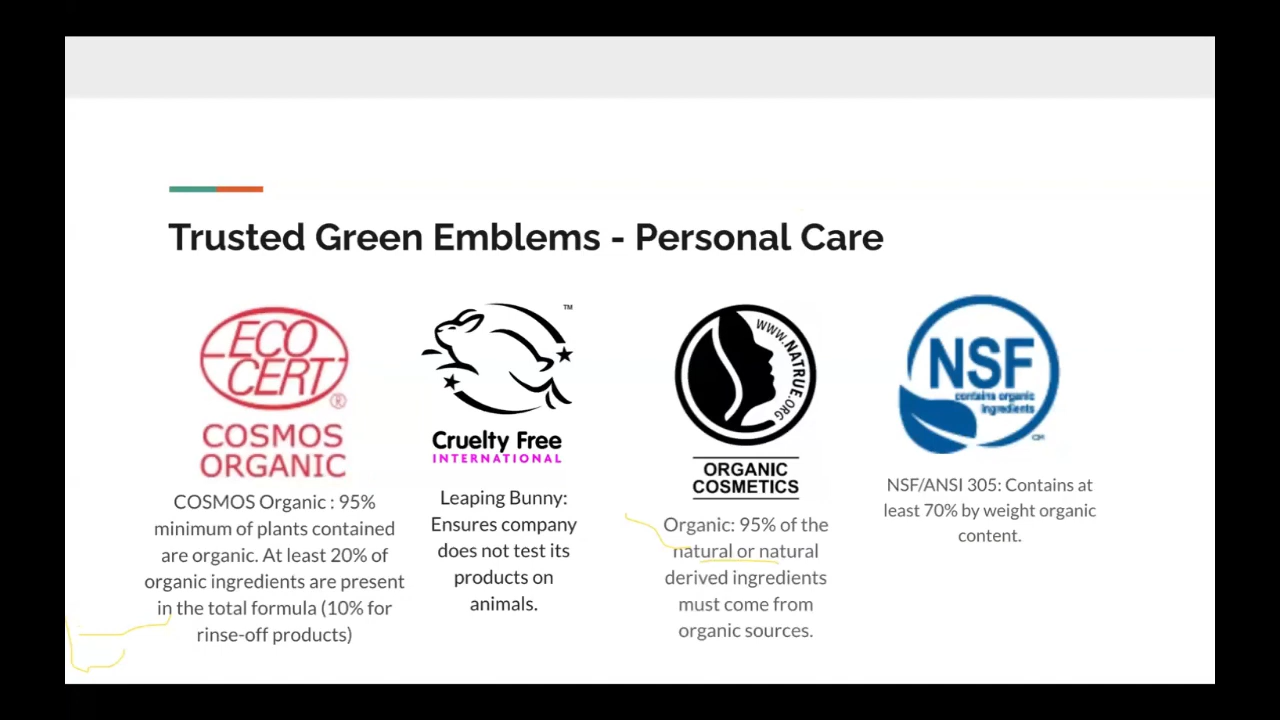 Trusted Green Emblems - Personal Care
ECO
CERT
®
COSMOS
ORGANIC
COSMOS Organic : 95%
minimum of plants contained
are organic. At least 20% of
organic ingredients are present
in the total formula (10% for
rinse-off products)
TM
Cruelty Free
INTERNATIONAL
Leaping Bunny:
Ensures company
does not test its
products on
animals.
WWW.NATRUE.ORG
ORGANIC
COSMETICS
Organic: 95% of the
natural or natural
derived ingredients
must come from
organic sources.
NSF
contains organic
ingredients
CM
NSF/ANSI 305: Contains at
least 70% by weight organic
content.